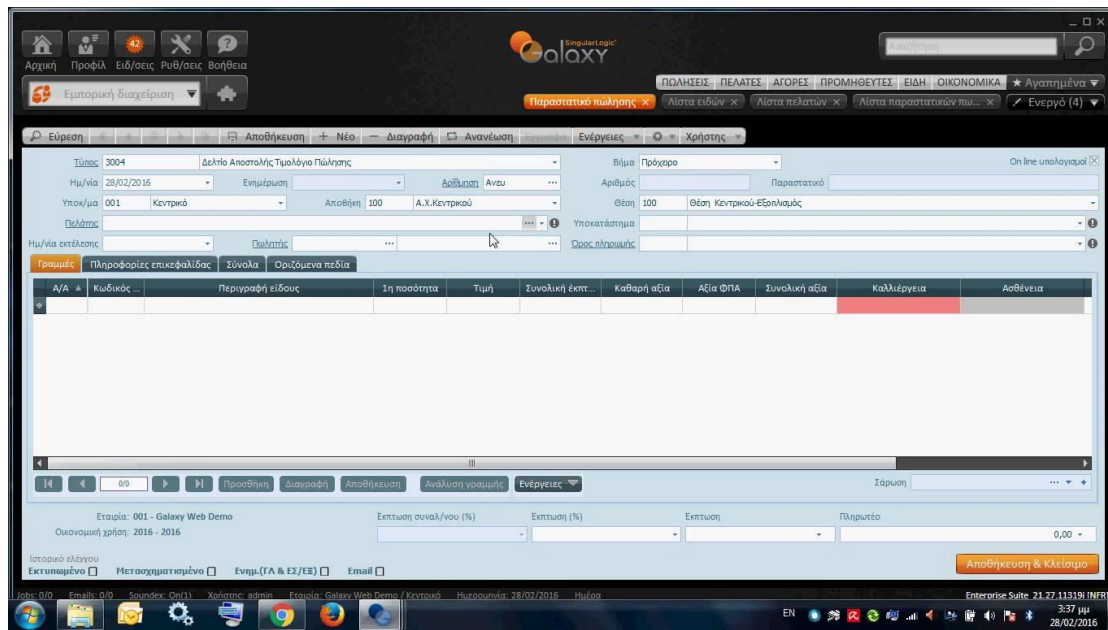 Αρχική Προφίλ 42 Ειδ/σεις Ρυθ/σεις Βοήθεια
SingularLogic
Galaxy
Αναζήτηση
Εμπορική διαχείριση
ΠΩΛΗΣΕΙΣ ΠΕΛΑΤΕΣ ΑΓΟΡΕΣ ΠΡΟΜΗΘΕΥΤΕΣ ΕΙΔΗ ΟΙΚΟΝΟΜΙΚΑ ★ Αγαπημένα
Παραστατικό πώλησης × Λίστα ειδών × Λίστα πελατών × Λίστα παραστατικών πω... × Ενεργό (4)
Εύρεση Αποθήκευση + Νέο − Διαγραφή Ανανέωση Έγγραφα Ενέργειες Χρήστης
Τύπος 3004 Δελτίο Αποστολής Τιμολόγιο Πώλησης Βήμα Πρόχειρο On line υπολογισμοί
Ημ/νία 28/02/2016 Ενημέρωση Αρίθμηση Ανευ ... Αριθμός Παραστατικό
Υποκ/μα 001 Κεντρικό Αποθήκη 100 Α.Χ.Κεντρικού Θέση 100 Θέση Κεντρικού-Εξοπλισμός
Πελάτης ... Υποκατάστημα
Ημ/νία εκτέλεσης Πωλητής ... ... Όρος πληρωμής
Γραμμές Πληροφορίες επικεφαλίδας Σύνολα Οριζόμενα πεδία
Α/Α Κωδικός ... Περιγραφή είδους 1η ποσότητα Τιμή Συνολική έκπτ... Καθαρή αξία Αξία ΦΠΑ Συνολική αξία Καλλιέργεια Ασθένεια
0/0 Προσθήκη Διαγραφή Αποθήκευση Ανάλυση γραμμής Ενέργειες Σάρωση ... +
Εταιρία: 001 - Galaxy Web Demo Εκπτωση συναλ/νου (%) Εκπτωση (%) Εκπτωση Πληρωτέο
Οικονομική χρήση: 2016 - 2016 0,00
Ιστορικό ελέγχου
Εκτυπωμένο Μετασχηματισμένο Ενημ.(ΓΛ & ΕΣ/ΕΞ) Email Αποθήκευση & Κλείσιμο
Jobs: 0/0 Emails: 0/0 Soundex: On(1) Χρήστης: admin Εταιρία: Galaxy Web Demo / Κεντρικό Ημερομηνία: 28/02/2016 Ημέρα Enterprise Suite 21.27.11319i
EN 3:37 μμ
28/02/2016